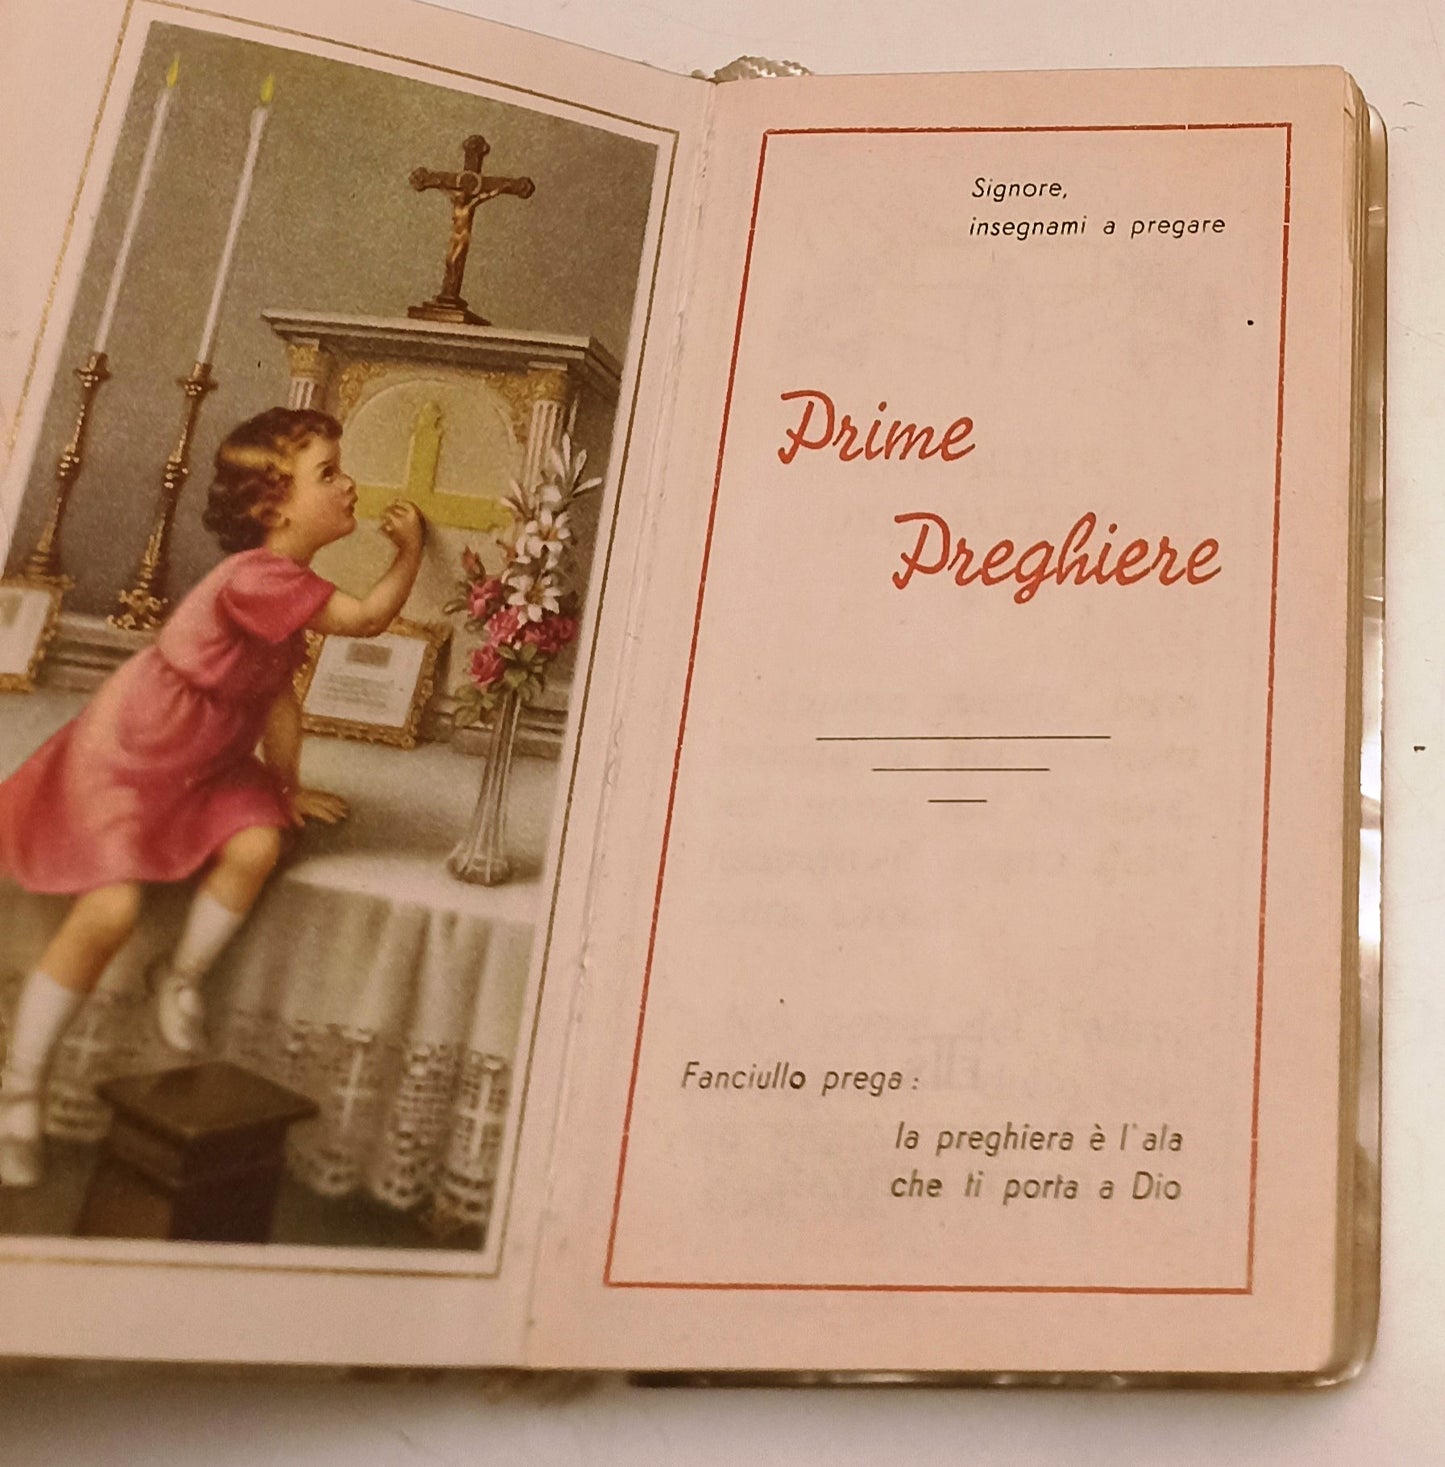 Signore,
insegnami a pregare
Prime
Preghiere
Fanciullo prega:
la preghiera è l'ala
che ti porta a Dio